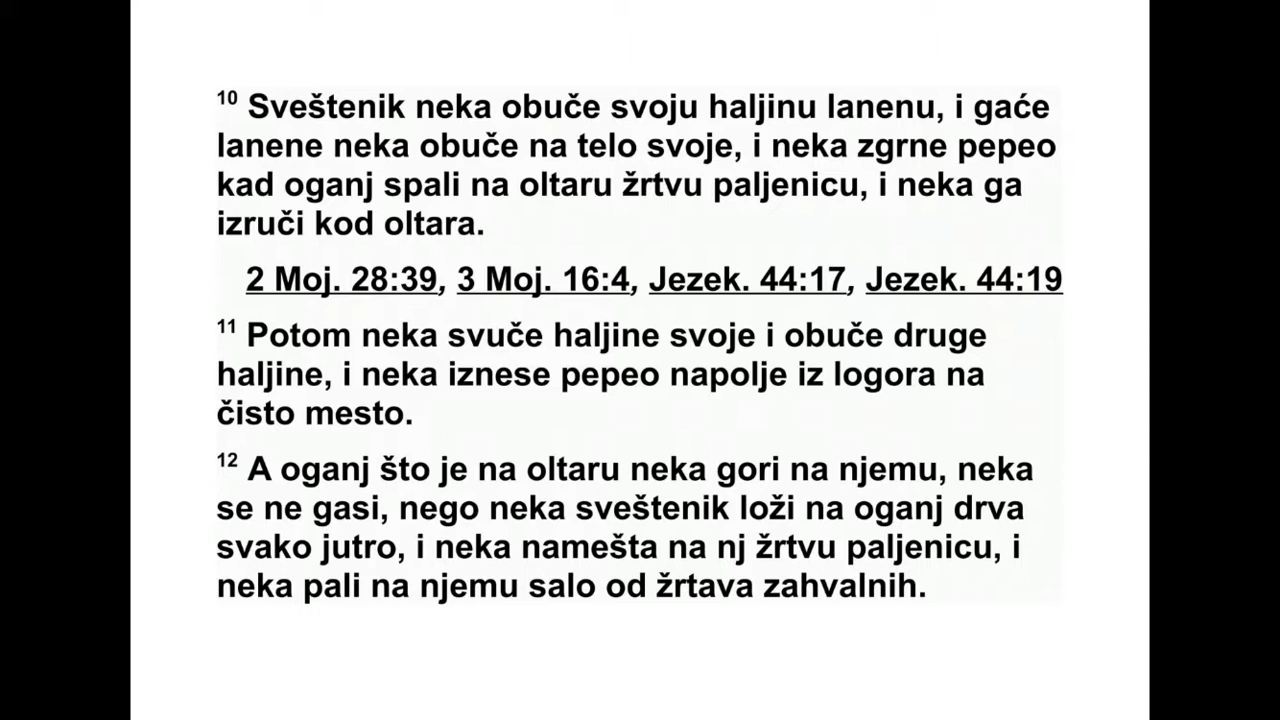 10 Sveštenik neka obuče svoju haljinu lanenu, i gaće
lanene neka obuče na telo svoje, i neka zgrne pepeo
kad oganj spali na oltaru žrtvu paljenicu, i neka ga
izruči kod oltara.
2 Moj. 28:39, 3 Moj. 16:4, Jezek. 44:17, Jezek. 44:19
11 Potom neka svuče haljine svoje i obuče druge
haljine, i neka iznese pepeo napolje iz logora na
čisto mesto.
12 A oganj što je na oltaru neka gori na njemu, neka
se ne gasi, nego neka sveštenik loži na oganj drva
svako jutro, i neka namešta na nj žrtvu paljenicu, i
neka pali na njemu salo od žrtava zahvalnih.